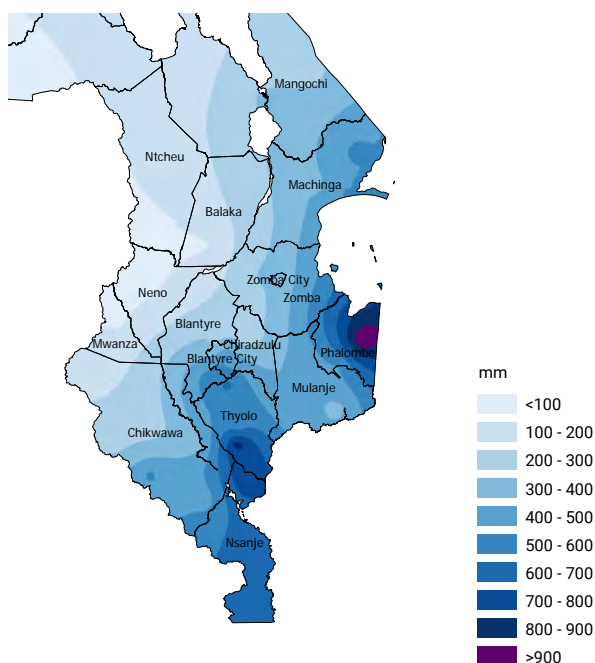 Mangochi
Ntcheu
Machinga
Balaka
Zomba City
Neno
Zomba
Blantyre
Mwanza
Chiradzulu
Phalombe
Blantyre City
Mulanje
Thyolo
Chikwawa
Nsanje
mm
<100
100 - 200
200 - 300
300 - 400
400 - 500
500 - 600
600 - 700
700 - 800
800 - 900
>900